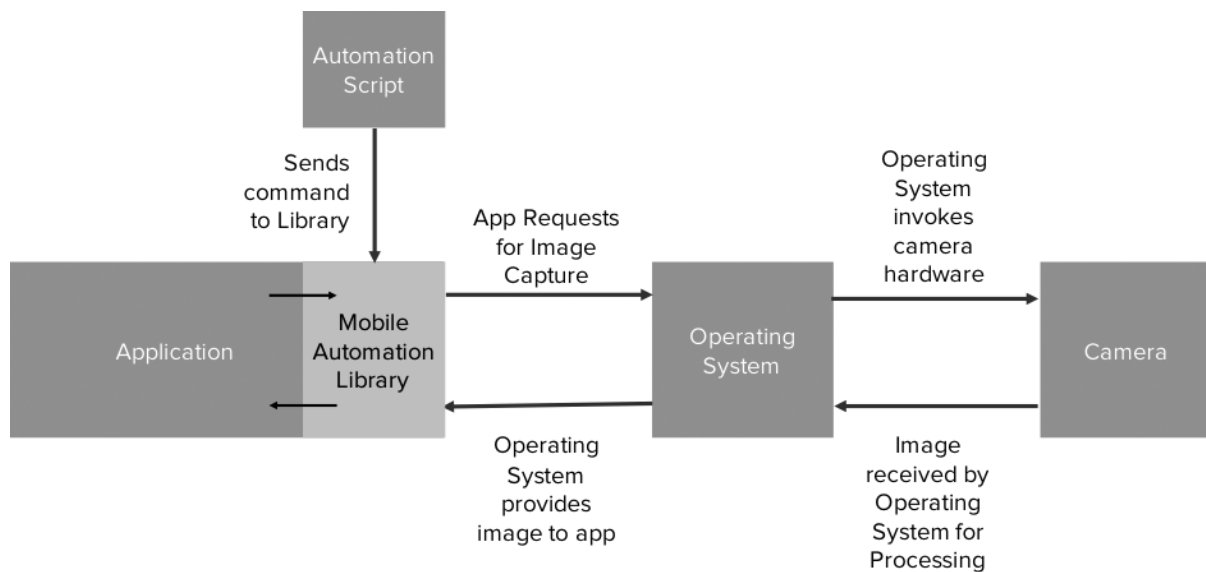 Automation
Script
Sends
command
to Library
App Requests
for Image
Capture
Operating
System
invokes
camera
hardware
Application
Mobile
Automation
Library
Operating
System
Camera
Operating
System
provides
image to app
Image
received by
Operating
System for
Processing